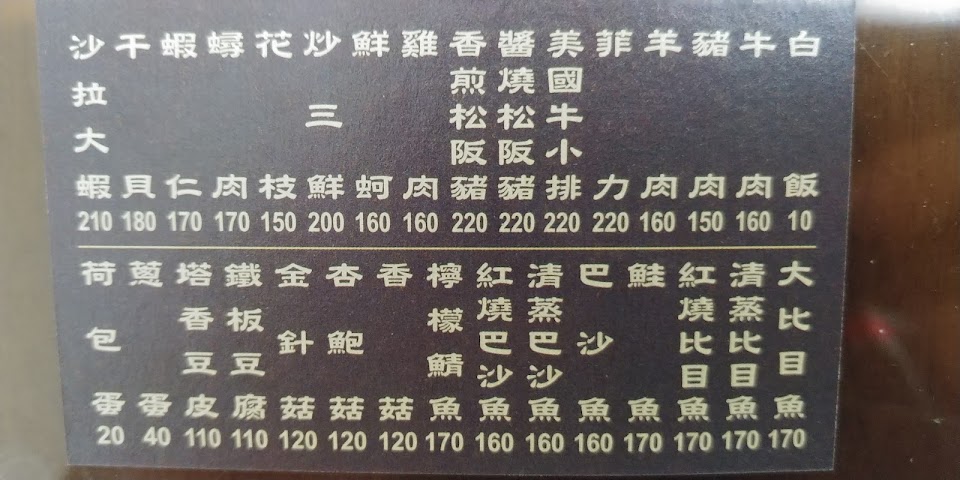 白飯 10
牛肉 160
豬肉 150
羊肉 160
菲力 220
美國牛小排 220
醬燒松阪豬 220
香煎松阪豬 220
雞肉 160
鮮蚵 160
炒三鮮 200
花枝 150
蟳肉 170
蝦仁 170
干貝 180
沙拉大蝦 210
大比目魚 170
清蒸比目魚 170
紅燒比目魚 170
鮭魚 170
巴沙魚 160
清蒸巴沙魚 160
紅燒巴沙魚 160
檸檬鯖魚 170
香菇 120
杏鮑菇 120
金針菇 120
鐵板豆腐 110
塔香豆皮 110
蔥蛋 40
荷包蛋 20